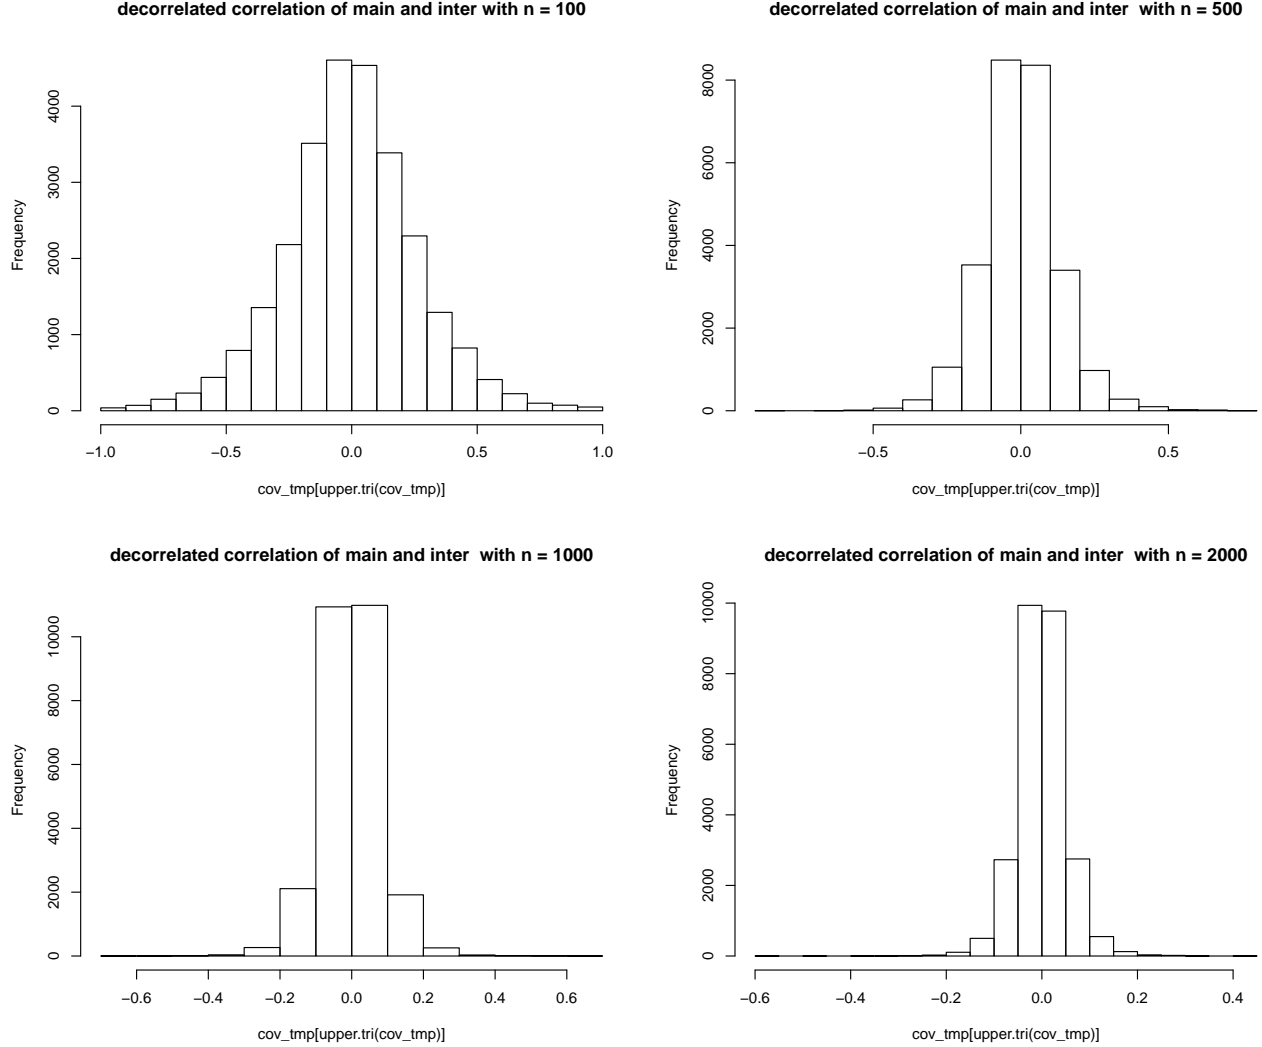 decorrelated correlation of main and inter with n = 100
Frequency
4000
3000
2000
1000
0
−1.0 −0.5 0.0 0.5 1.0
cov_tmp[upper.tri(cov_tmp)]
decorrelated correlation of main and inter  with n = 500
Frequency
8000
6000
4000
2000
0
−0.5 0.0 0.5
cov_tmp[upper.tri(cov_tmp)]
decorrelated correlation of main and inter  with n = 1000
Frequency
10000
8000
6000
4000
2000
0
−0.6 −0.4 −0.2 0.0 0.2 0.4 0.6
cov_tmp[upper.tri(cov_tmp)]
decorrelated correlation of main and inter  with n = 2000
Frequency
10000
8000
6000
4000
2000
0
−0.6 −0.4 −0.2 0.0 0.2 0.4
cov_tmp[upper.tri(cov_tmp)]